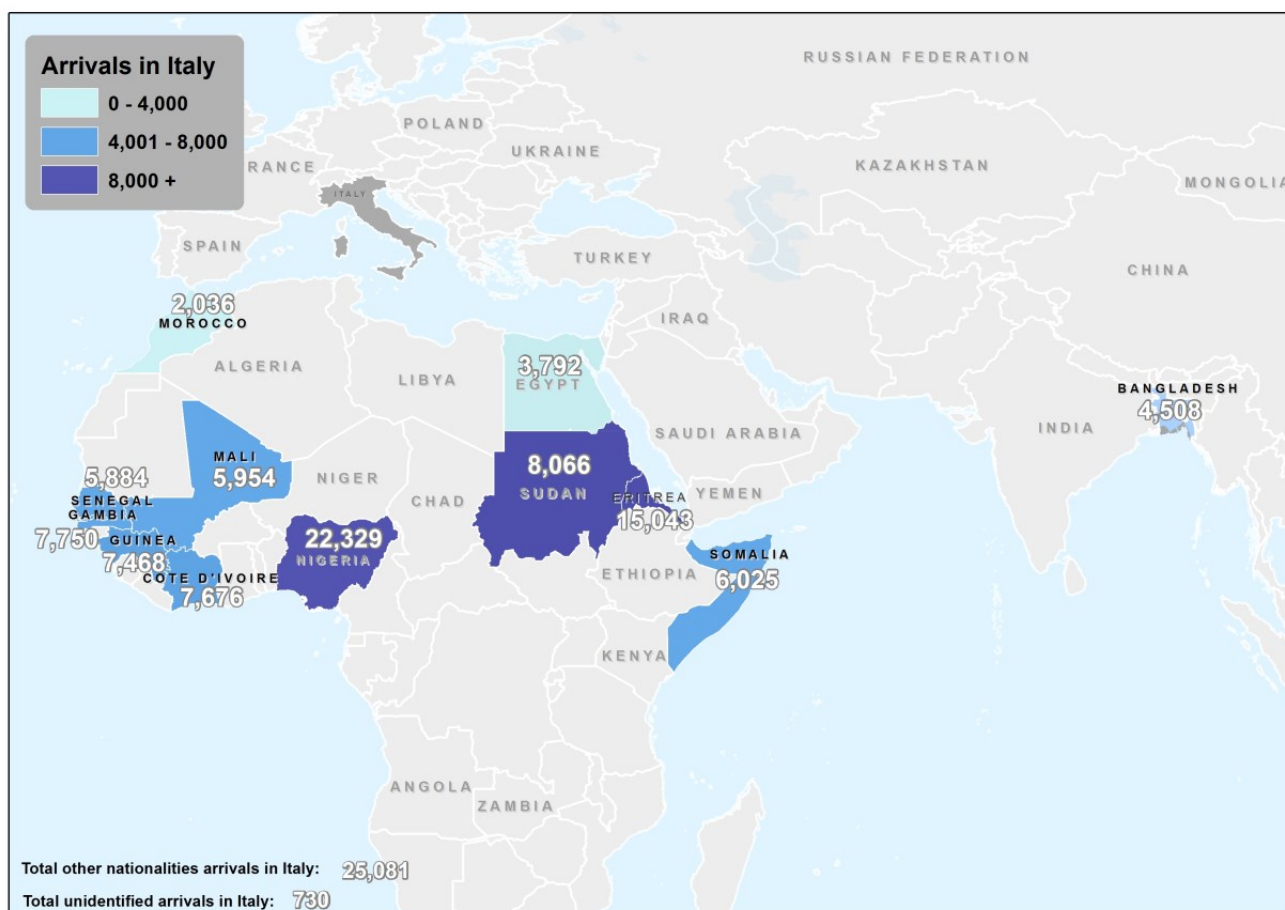 Arrivals in Italy
0 - 4,000
4,001 - 8,000
8,000 +
RUSSIAN FEDERATION
POLAND
UKRAINE
RANCE
KAZAKHSTAN
MONGOLIA
ITALY
SPAIN
TURKEY
CHINA
2,036
MOROCCO
IRAQ
ALGERIA
LIBYA
3,792
EGYPT
BANGLADESH
4,508
INDIA
SAUDI ARABIA
MALI
5,954
5,884
SENEGAL
GAMBIA
7,750
GUINEA
7,468
COTE D'IVOIRE
7,676
NIGER
CHAD
8,066
SUDAN
ERITREA
15,043
YEMEN
22,329
NIGERIA
SOMALIA
6,025
ETHIOPIA
KENYA
ANGOLA
ZAMBIA
Total other nationalities arrivals in Italy: 25,081
Total unidentified arrivals in Italy: 730